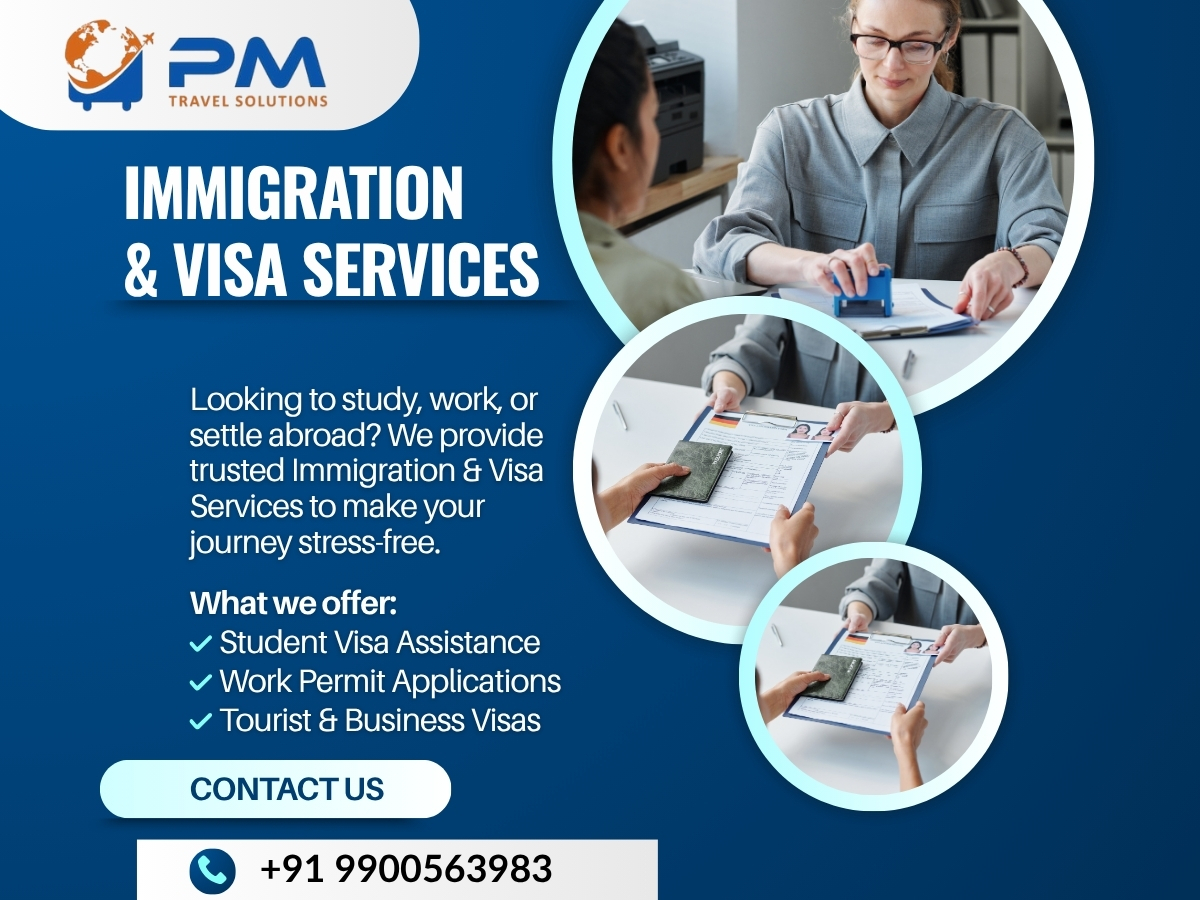 PM
TRAVEL SOLUTIONS
IMMIGRATION
& VISA SERVICES
Looking to study, work, or
settle abroad? We provide
trusted Immigration & Visa
Services to make your
journey stress-free.
What we offer:
Student Visa Assistance
Work Permit Applications
Tourist & Business Visas
CONTACT US
+91 9900563983